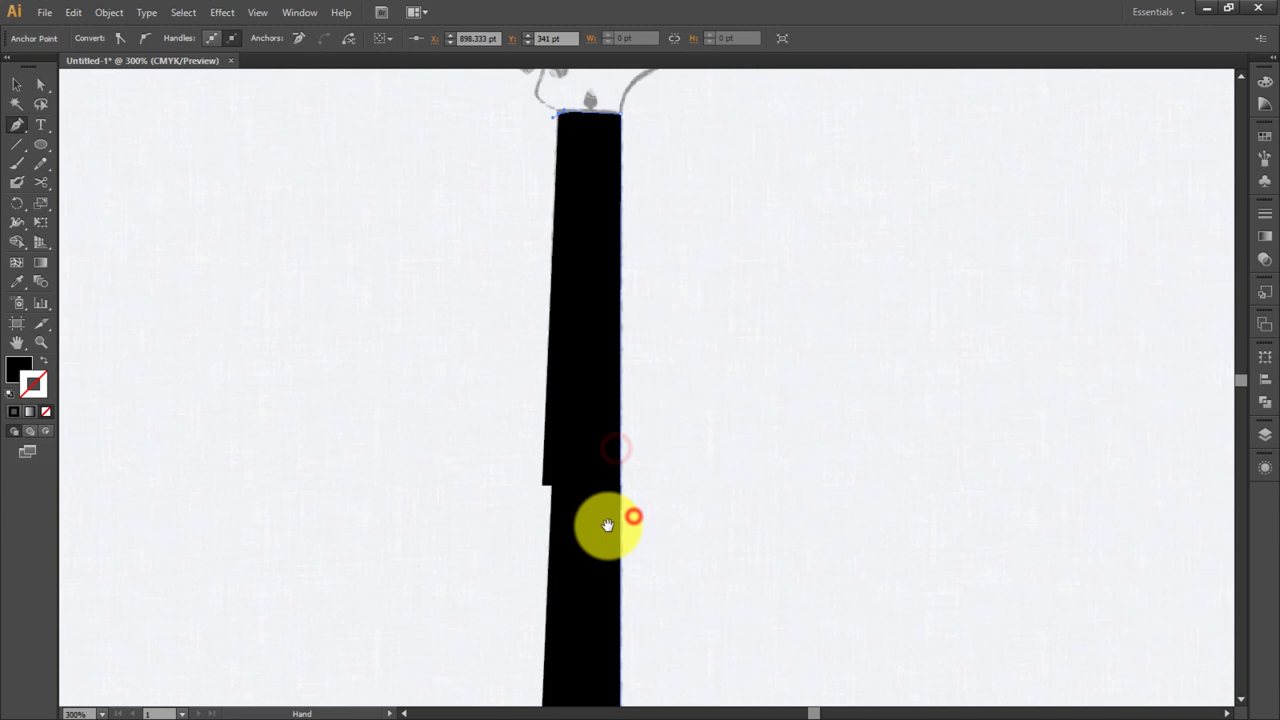 Ai File Edit Object Type Select Effect View Window Help Br Essentials
Anchor Point Convert: Handles: Anchors: X: 898.333 pt Y: 341 pt W: 0 pt H: 0 pt
Untitled-1* @ 300% (CMYK/Preview)
T
300% 1 Hand